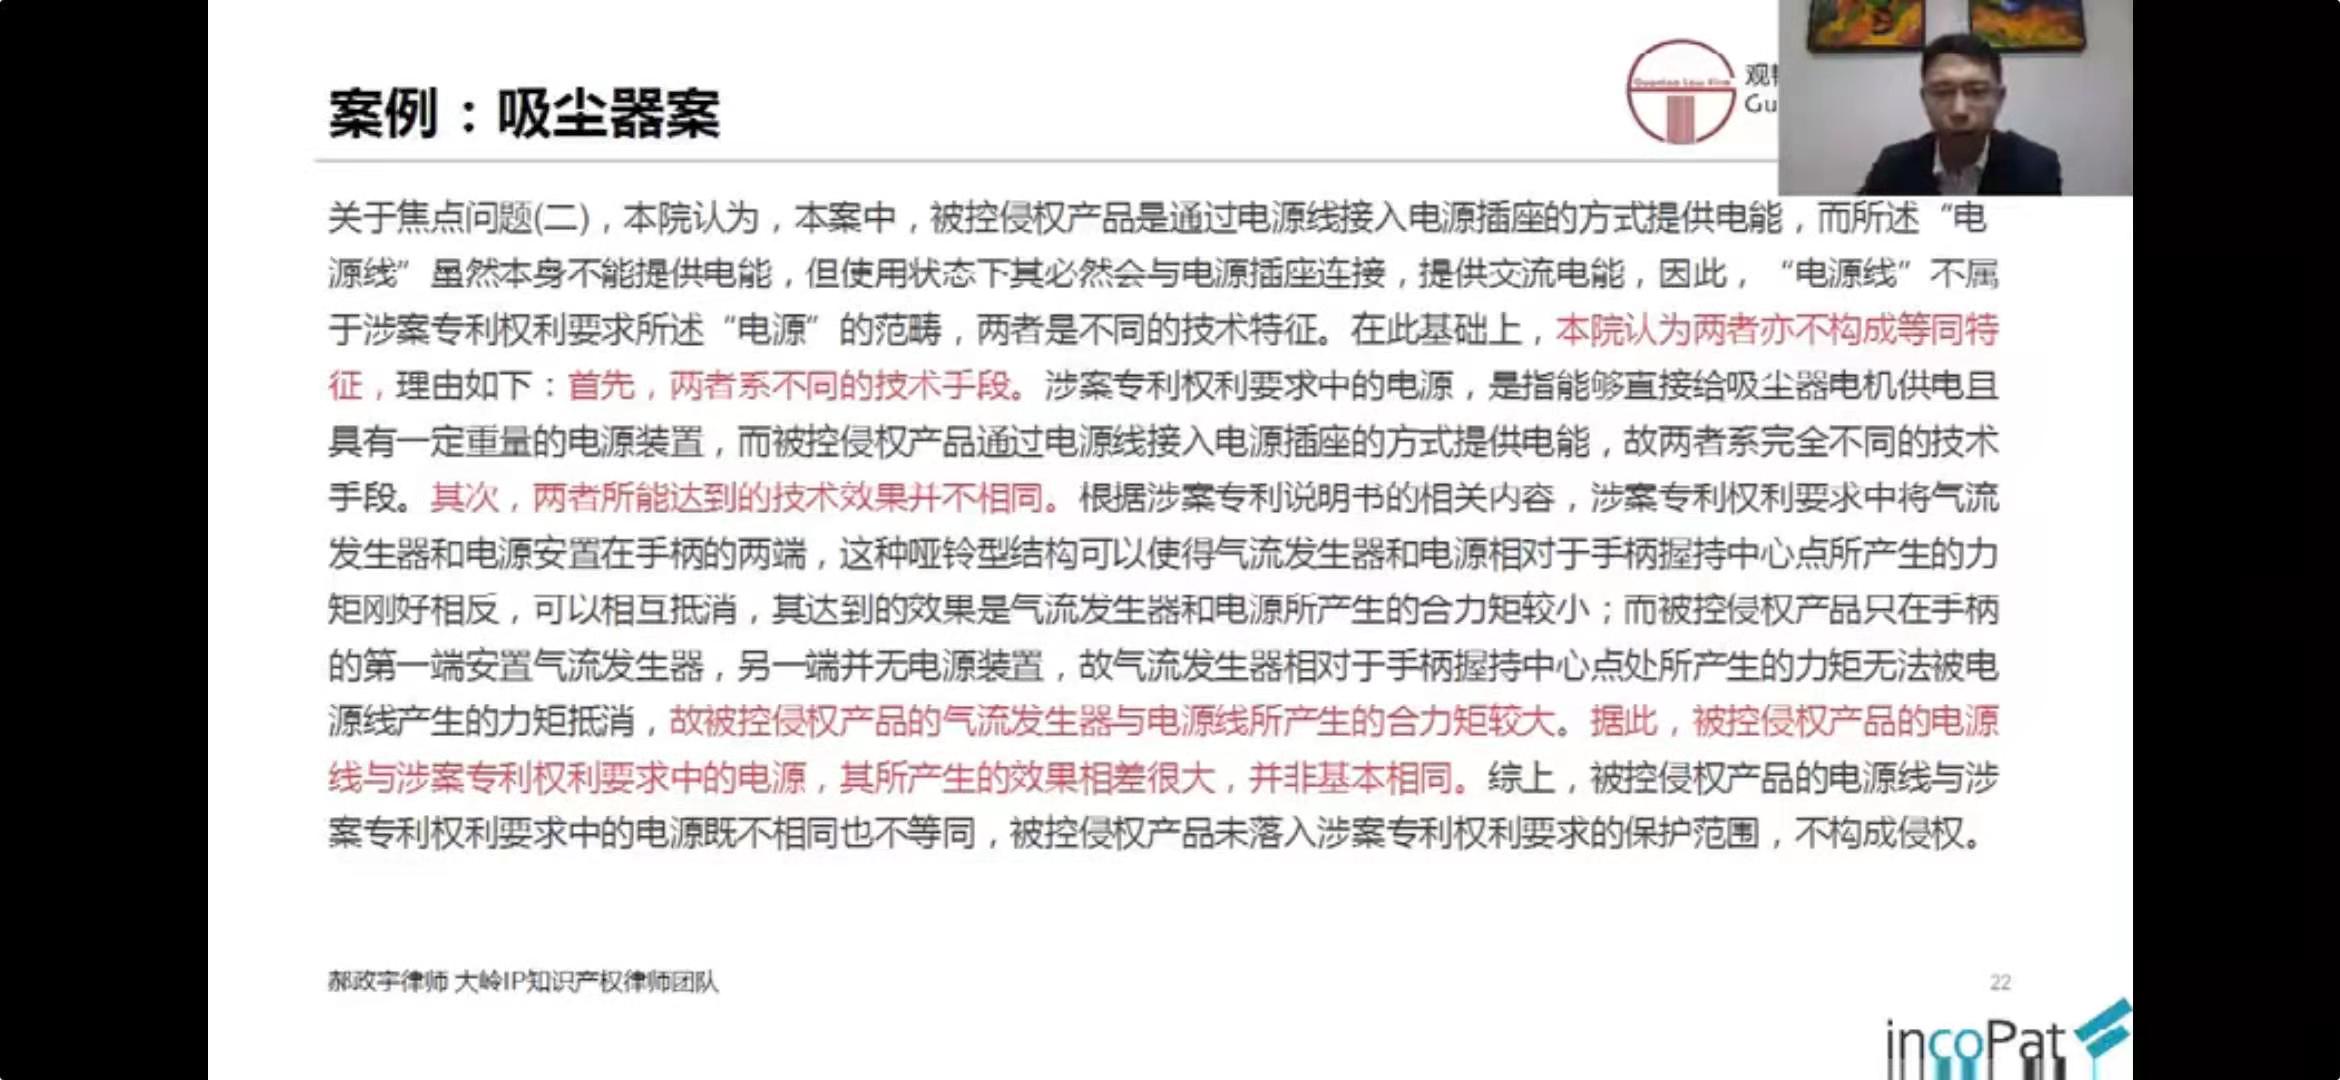 案例：吸尘器案
Guantao Law Firm
观
Gu
关于焦点问题(二)，本院认为，本案中，被控侵权产品是通过电源线接入电源插座的方式提供电能，而所述“电
源线”虽然本身不能提供电能，但使用状态下其必然会与电源插座连接，提供交流电能，因此，“电源线”不属
于涉案专利权利要求所述“电源”的范畴，两者是不同的技术特征。在此基础上，本院认为两者亦不构成等同特
征，理由如下：首先，两者系不同的技术手段。涉案专利权利要求中的电源，是指能够直接给吸尘器电机供电且
具有一定重量的电源装置，而被控侵权产品通过电源线接入电源插座的方式提供电能，故两者系完全不同的技术
手段。其次，两者所能达到的技术效果并不相同。根据涉案专利说明书的相关内容，涉案专利权利要求中将气流
发生器和电源安置在手柄的两端，这种哑铃型结构可以使得气流发生器和电源相对于手柄握持中心点所产生的力
矩刚好相反，可以相互抵消，其达到的效果是气流发生器和电源所产生的合力矩较小；而被控侵权产品只在手柄
的第一端安置气流发生器，另一端并无电源装置，故气流发生器相对于手柄握持中心点处所产生的力矩无法被电
源线产生的力矩抵消，故被控侵权产品的气流发生器与电源线所产生的合力矩较大。据此，被控侵权产品的电源
线与涉案专利权利要求中的电源，其所产生的效果相差很大，并非基本相同。综上，被控侵权产品的电源线与涉
案专利权利要求中的电源既不相同也不等同，被控侵权产品未落入涉案专利权利要求的保护范围，不构成侵权。
郝政宇律师 大岭IP知识产权律师团队
22
incoPat